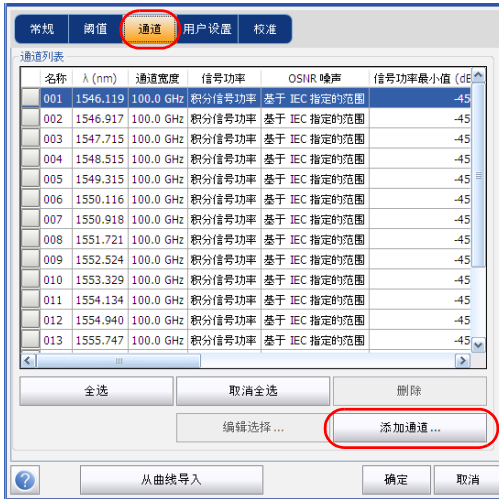 常规 阈值 通道 用户设置 校准
通道列表
名称 λ (nm) 通道宽度 信号功率 OSNR 噪声 信号功率最小值 (dE
001 1546.119 100.0 GHz 积分信号功率 基于 IEC 指定的范围 -45
002 1546.917 100.0 GHz 积分信号功率 基于 IEC 指定的范围 -45
003 1547.715 100.0 GHz 积分信号功率 基于 IEC 指定的范围 -45
004 1548.515 100.0 GHz 积分信号功率 基于 IEC 指定的范围 -45
005 1549.315 100.0 GHz 积分信号功率 基于 IEC 指定的范围 -45
006 1550.116 100.0 GHz 积分信号功率 基于 IEC 指定的范围 -45
007 1550.918 100.0 GHz 积分信号功率 基于 IEC 指定的范围 -45
008 1551.721 100.0 GHz 积分信号功率 基于 IEC 指定的范围 -45
009 1552.524 100.0 GHz 积分信号功率 基于 IEC 指定的范围 -45
010 1553.329 100.0 GHz 积分信号功率 基于 IEC 指定的范围 -45
011 1554.134 100.0 GHz 积分信号功率 基于 IEC 指定的范围 -45
012 1554.940 100.0 GHz 积分信号功率 基于 IEC 指定的范围 -45
013 1555.747 100.0 GHz 积分信号功率 基于 IEC 指定的范围 -45
全选 取消全选 删除
编辑选择... 添加通道...
? 从曲线导入 确定 取消